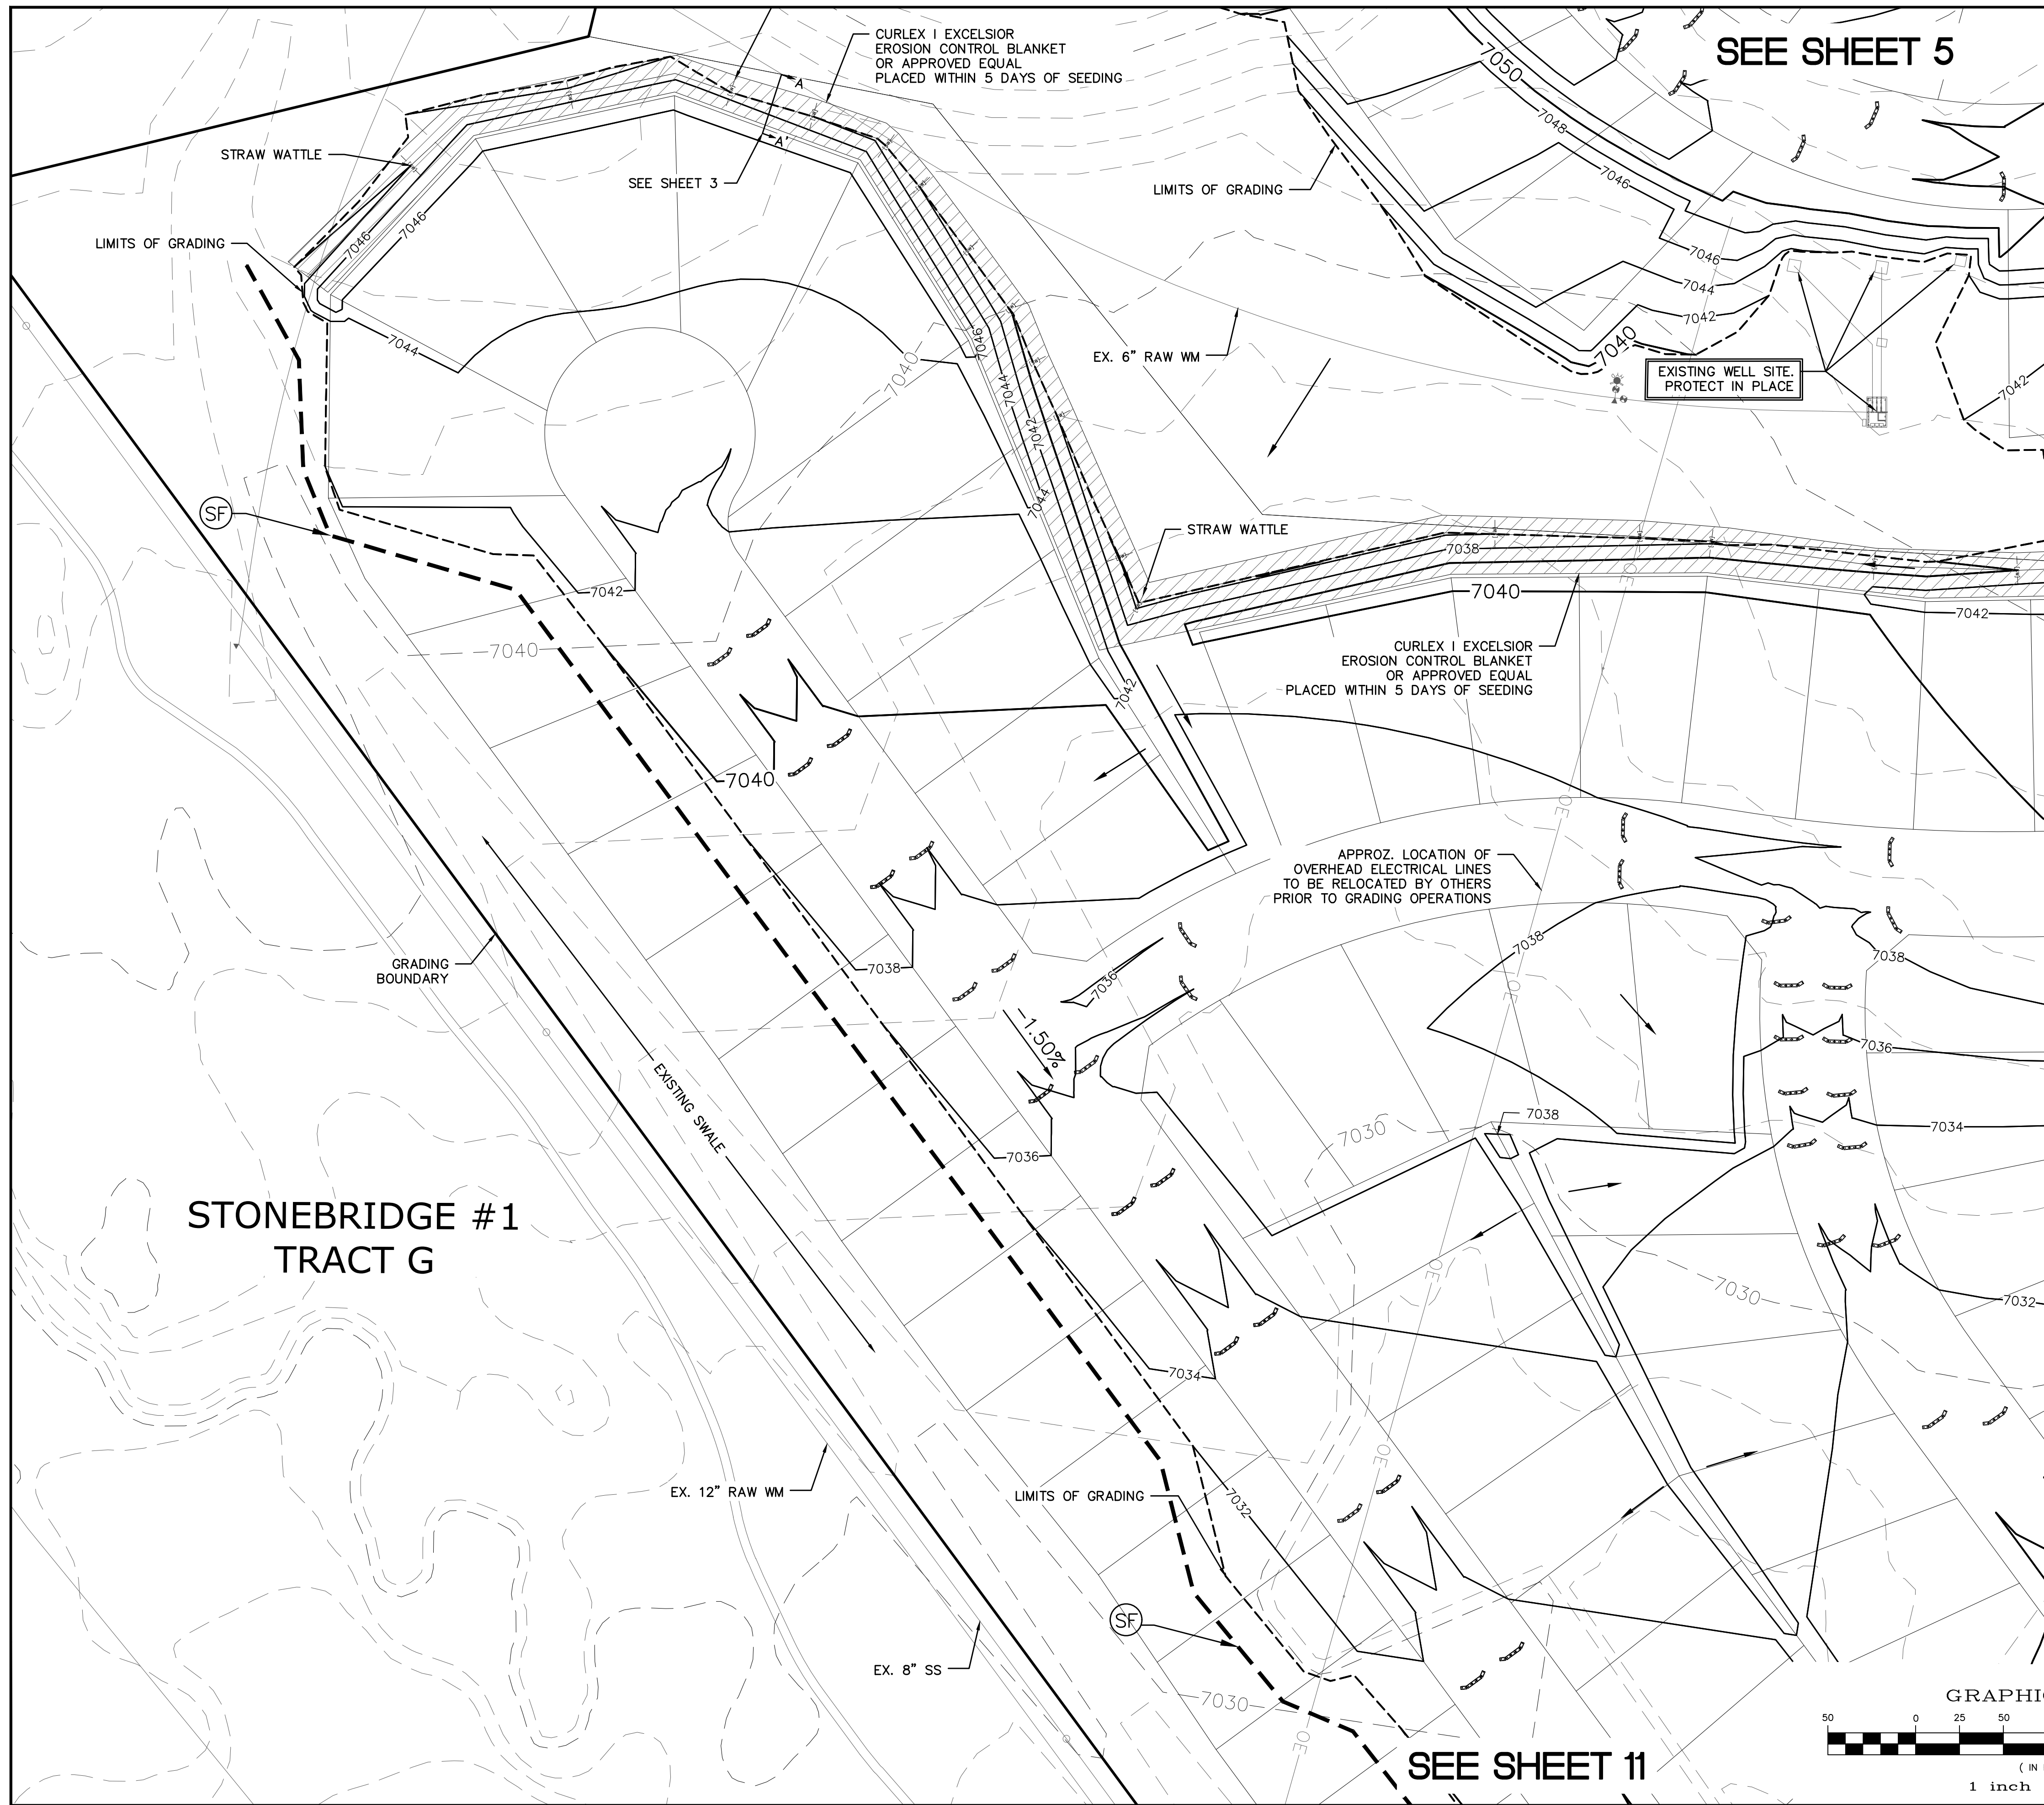 CURLEX I EXCELSIOR
EROSION CONTROL BLANKET
OR APPROVED EQUAL
PLACED WITHIN 5 DAYS OF SEEDING
SEE SHEET 5
7050
7048
A
A'
STRAW WATTLE
SEE SHEET 3
LIMITS OF GRADING
7046
7046
7046
LIMITS OF GRADING
7046
7044
7042
7040
7044
7046
7044
7042
7044
7040
EX. 6" RAW WM
EXISTING WELL SITE.
PROTECT IN PLACE
7042
SF
STRAW WATTLE
7038
OE
7040
7042
7042
7040
CURLEX I EXCELSIOR
EROSION CONTROL BLANKET
OR APPROVED EQUAL
PLACED WITHIN 5 DAYS OF SEEDING
7042
7040
OE
APPROZ. LOCATION OF
OVERHEAD ELECTRICAL LINES
TO BE RELOCATED BY OTHERS
PRIOR TO GRADING OPERATIONS
GRADING
BOUNDARY
7038
7036
7038
7038
OE
-1.50%
EXISTING SWALE
7036
7036
7030
7038
7034
STONEBRIDGE #1
TRACT G
OE
7030
7032
7034
OE
EX. 12" RAW WM
LIMITS OF GRADING
7032
SF
EX. 8" SS
7030
OE
SEE SHEET 11
50
0
25
50
( IN
1 inch